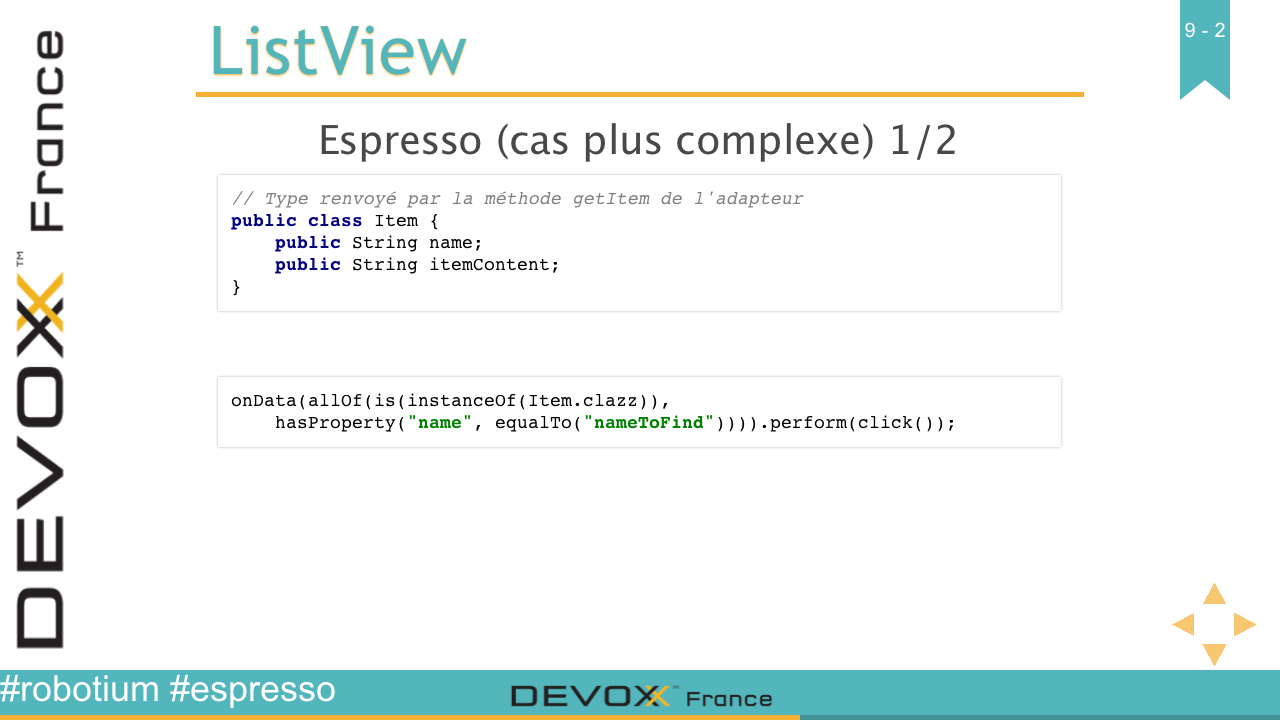 ListView
9 - 2
Espresso (cas plus complexe) 1/2
// Type renvoyé par la méthode getItem de l'adapteur
public class Item {
    public String name;
    public String itemContent;
}
onData(allOf(is(instanceOf(Item.clazz)),
    hasProperty("name", equalTo("nameToFind")))).perform(click());
DEVOXX™ France
#robotium #espresso
DEVOXX™ France